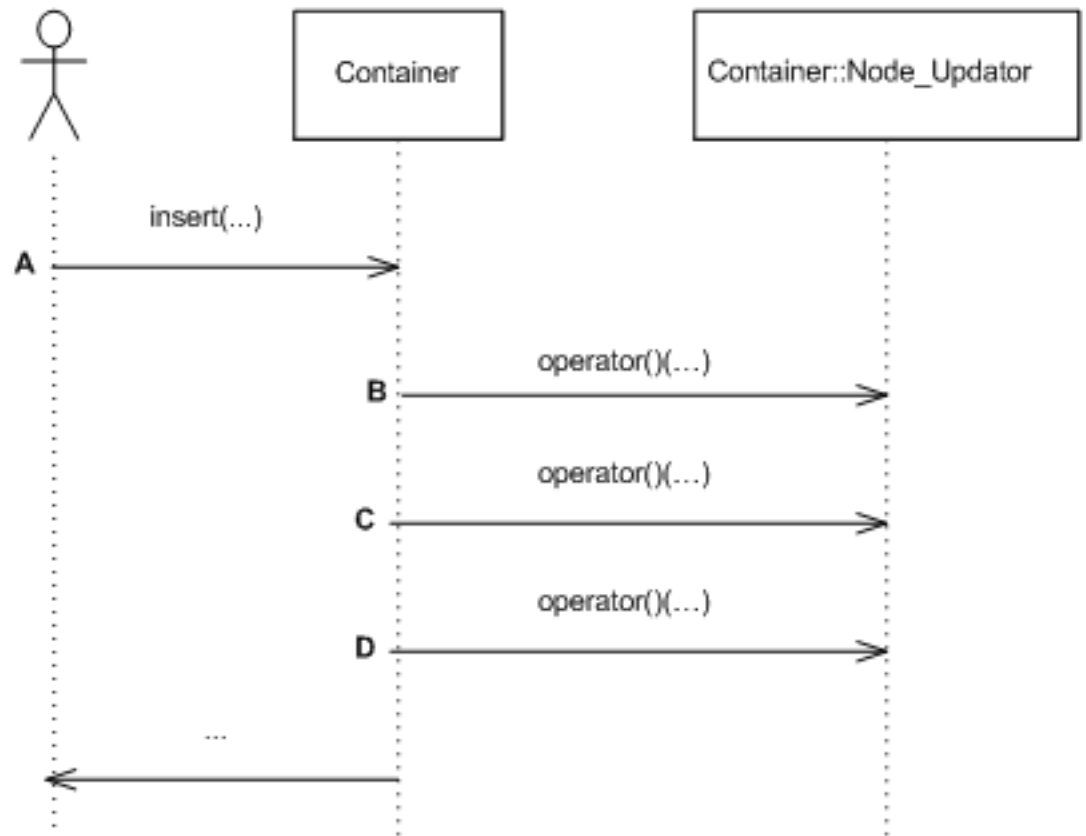 Container
Container::Node_Updator
insert(...)
A
operator()(...)
B
operator()(...)
C
operator()(...)
D
...